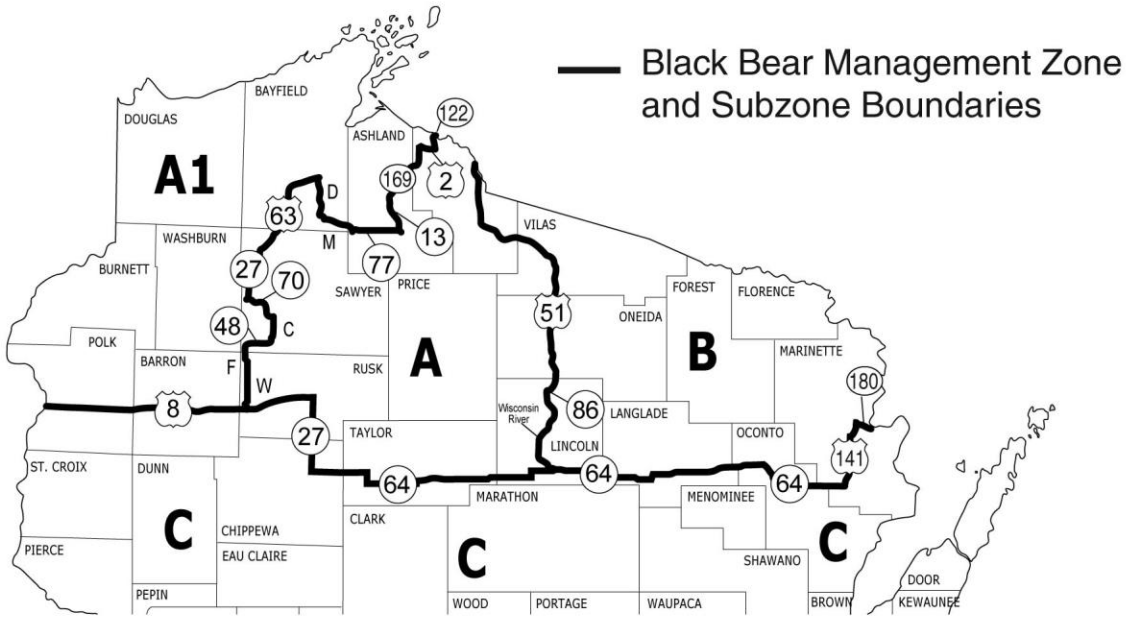 Black Bear Management Zone
and Subzone Boundaries
BAYFIELD
DOUGLAS
122
ASHLAND
A1
169
2
D
63
VILAS
WASHBURN
M
13
77
BURNETT
27
70
SAWYER
PRICE
FOREST
FLORENCE
48
C
51
ONEIDA
POLK
A
B
MARINETTE
BARRON
F
RUSK
180
W
8
86
LANGLADE
Wisconsin
River
27
TAYLOR
LINCOLN
OCONTO
141
ST. CROIX
DUNN
64
64
64
MARATHON
MENOMINEE
CLARK
C
CHIPPEWA
C
C
PIERCE
EAU CLAIRE
SHAWANO
DOOR
PEPIN
WOOD
PORTAGE
WAUPACA
BROWN
KEWAUNEE